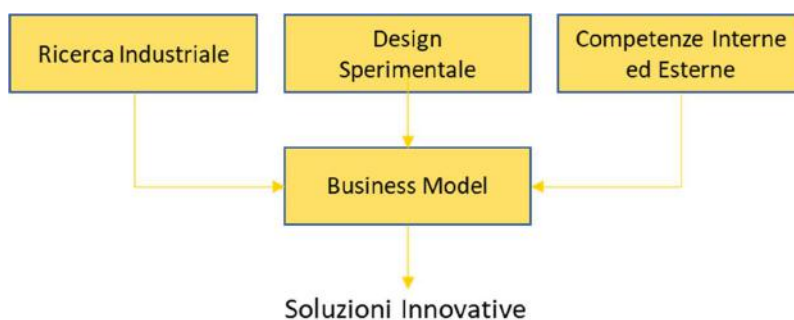 Ricerca Industriale
Design
Sperimentale
Competenze Interne
ed Esterne
Business Model
Soluzioni Innovative